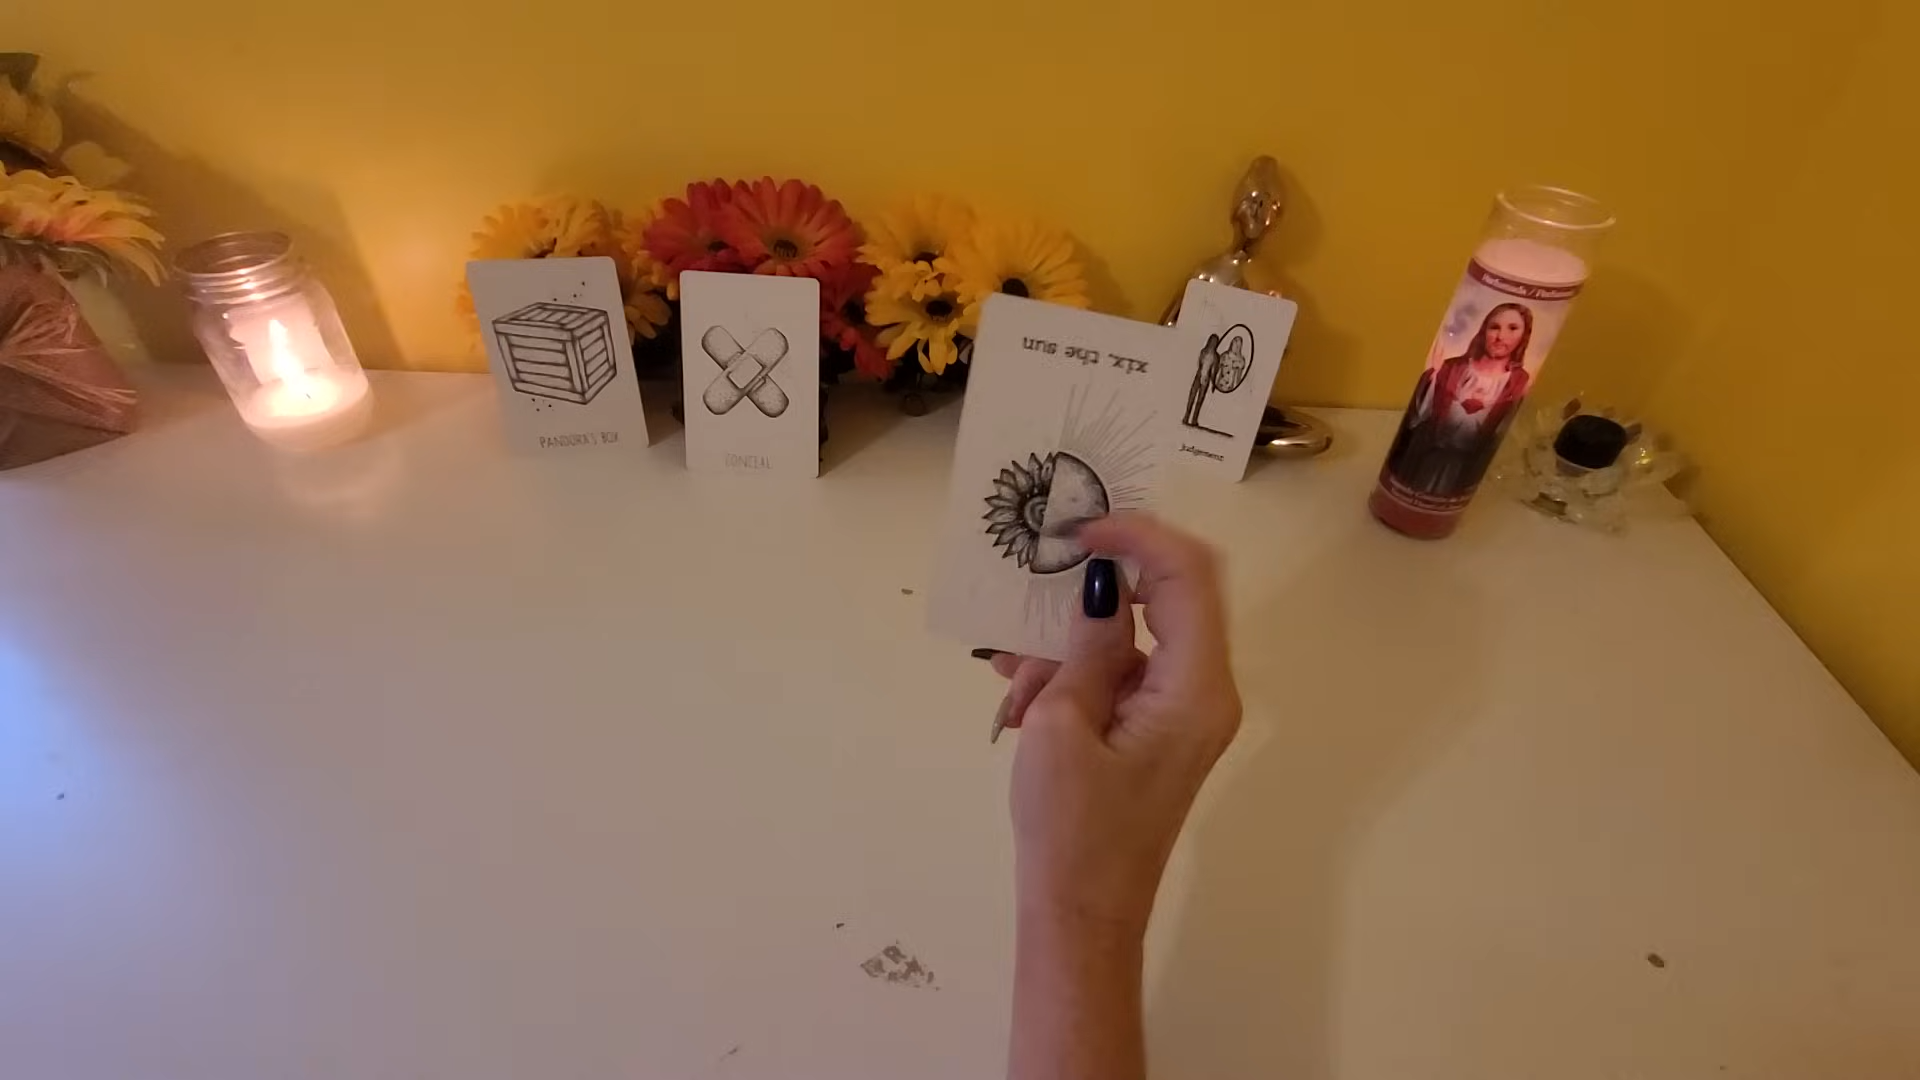 PANDORA'S BOX
CONCEAL
xix. the sun
judgement